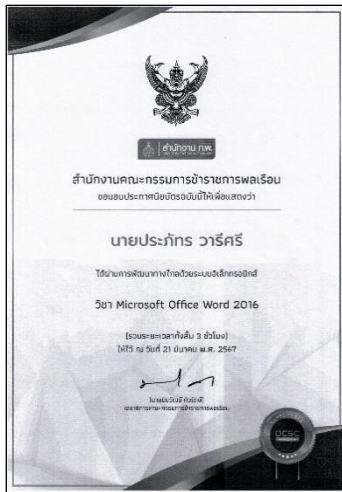 สำนักงาน ก.พ.
สำนักงานคณะกรรมการข้าราชการพลเรือน
ขอมอบประกาศนียบัตรฉบับนี้ให้เพื่อแสดงว่า
นายประภัทร วารีศรี
ได้ผ่านการพัฒนาทางไกลด้วยระบบอิเล็กทรอนิกส์
วิชา Microsoft Office Word 2016
(รวมระยะเวลาทั้งสิ้น 3 ชั่วโมง)
ให้ไว้ ณ วันที่ 21 มีนาคม พ.ศ. 2567
เลขาธิการคณะกรรมการข้าราชการพลเรือน
OCSC